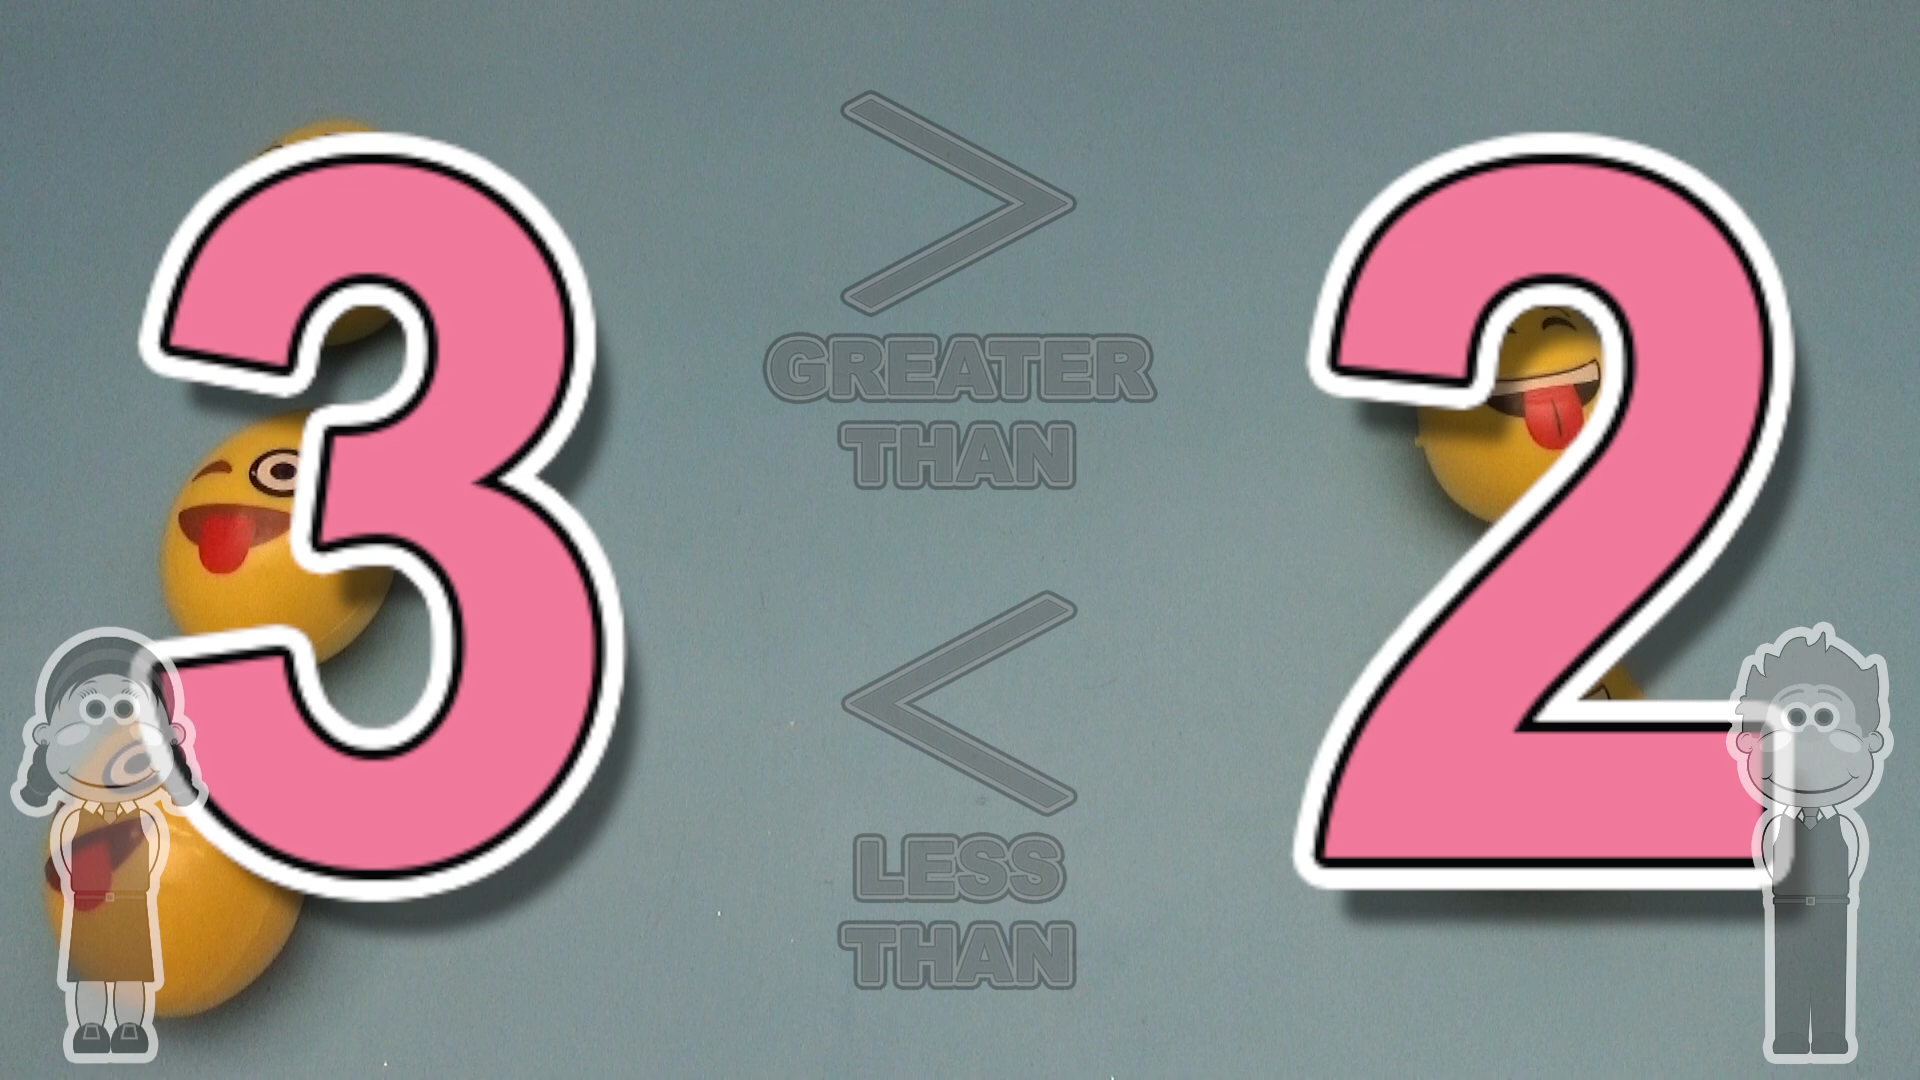 3
>
GREATER
THAN
<
LESS
THAN
2